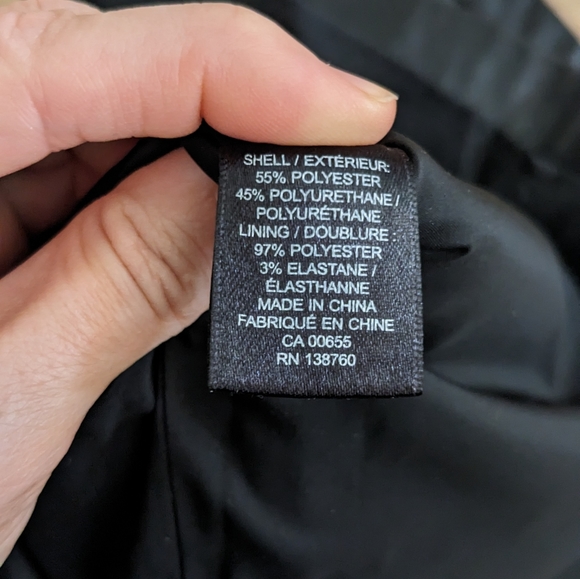 SHELL / EXTÉRIEUR:
55% POLYESTER
45% POLYURETHANE /
POLYURÉTHANE
LINING / DOUBLURE :
97% POLYESTER
3% ELASTANE /
ÉLASTHANNE
MADE IN CHINA
FABRIQUÉ EN CHINE
CA 00655
RN 138760